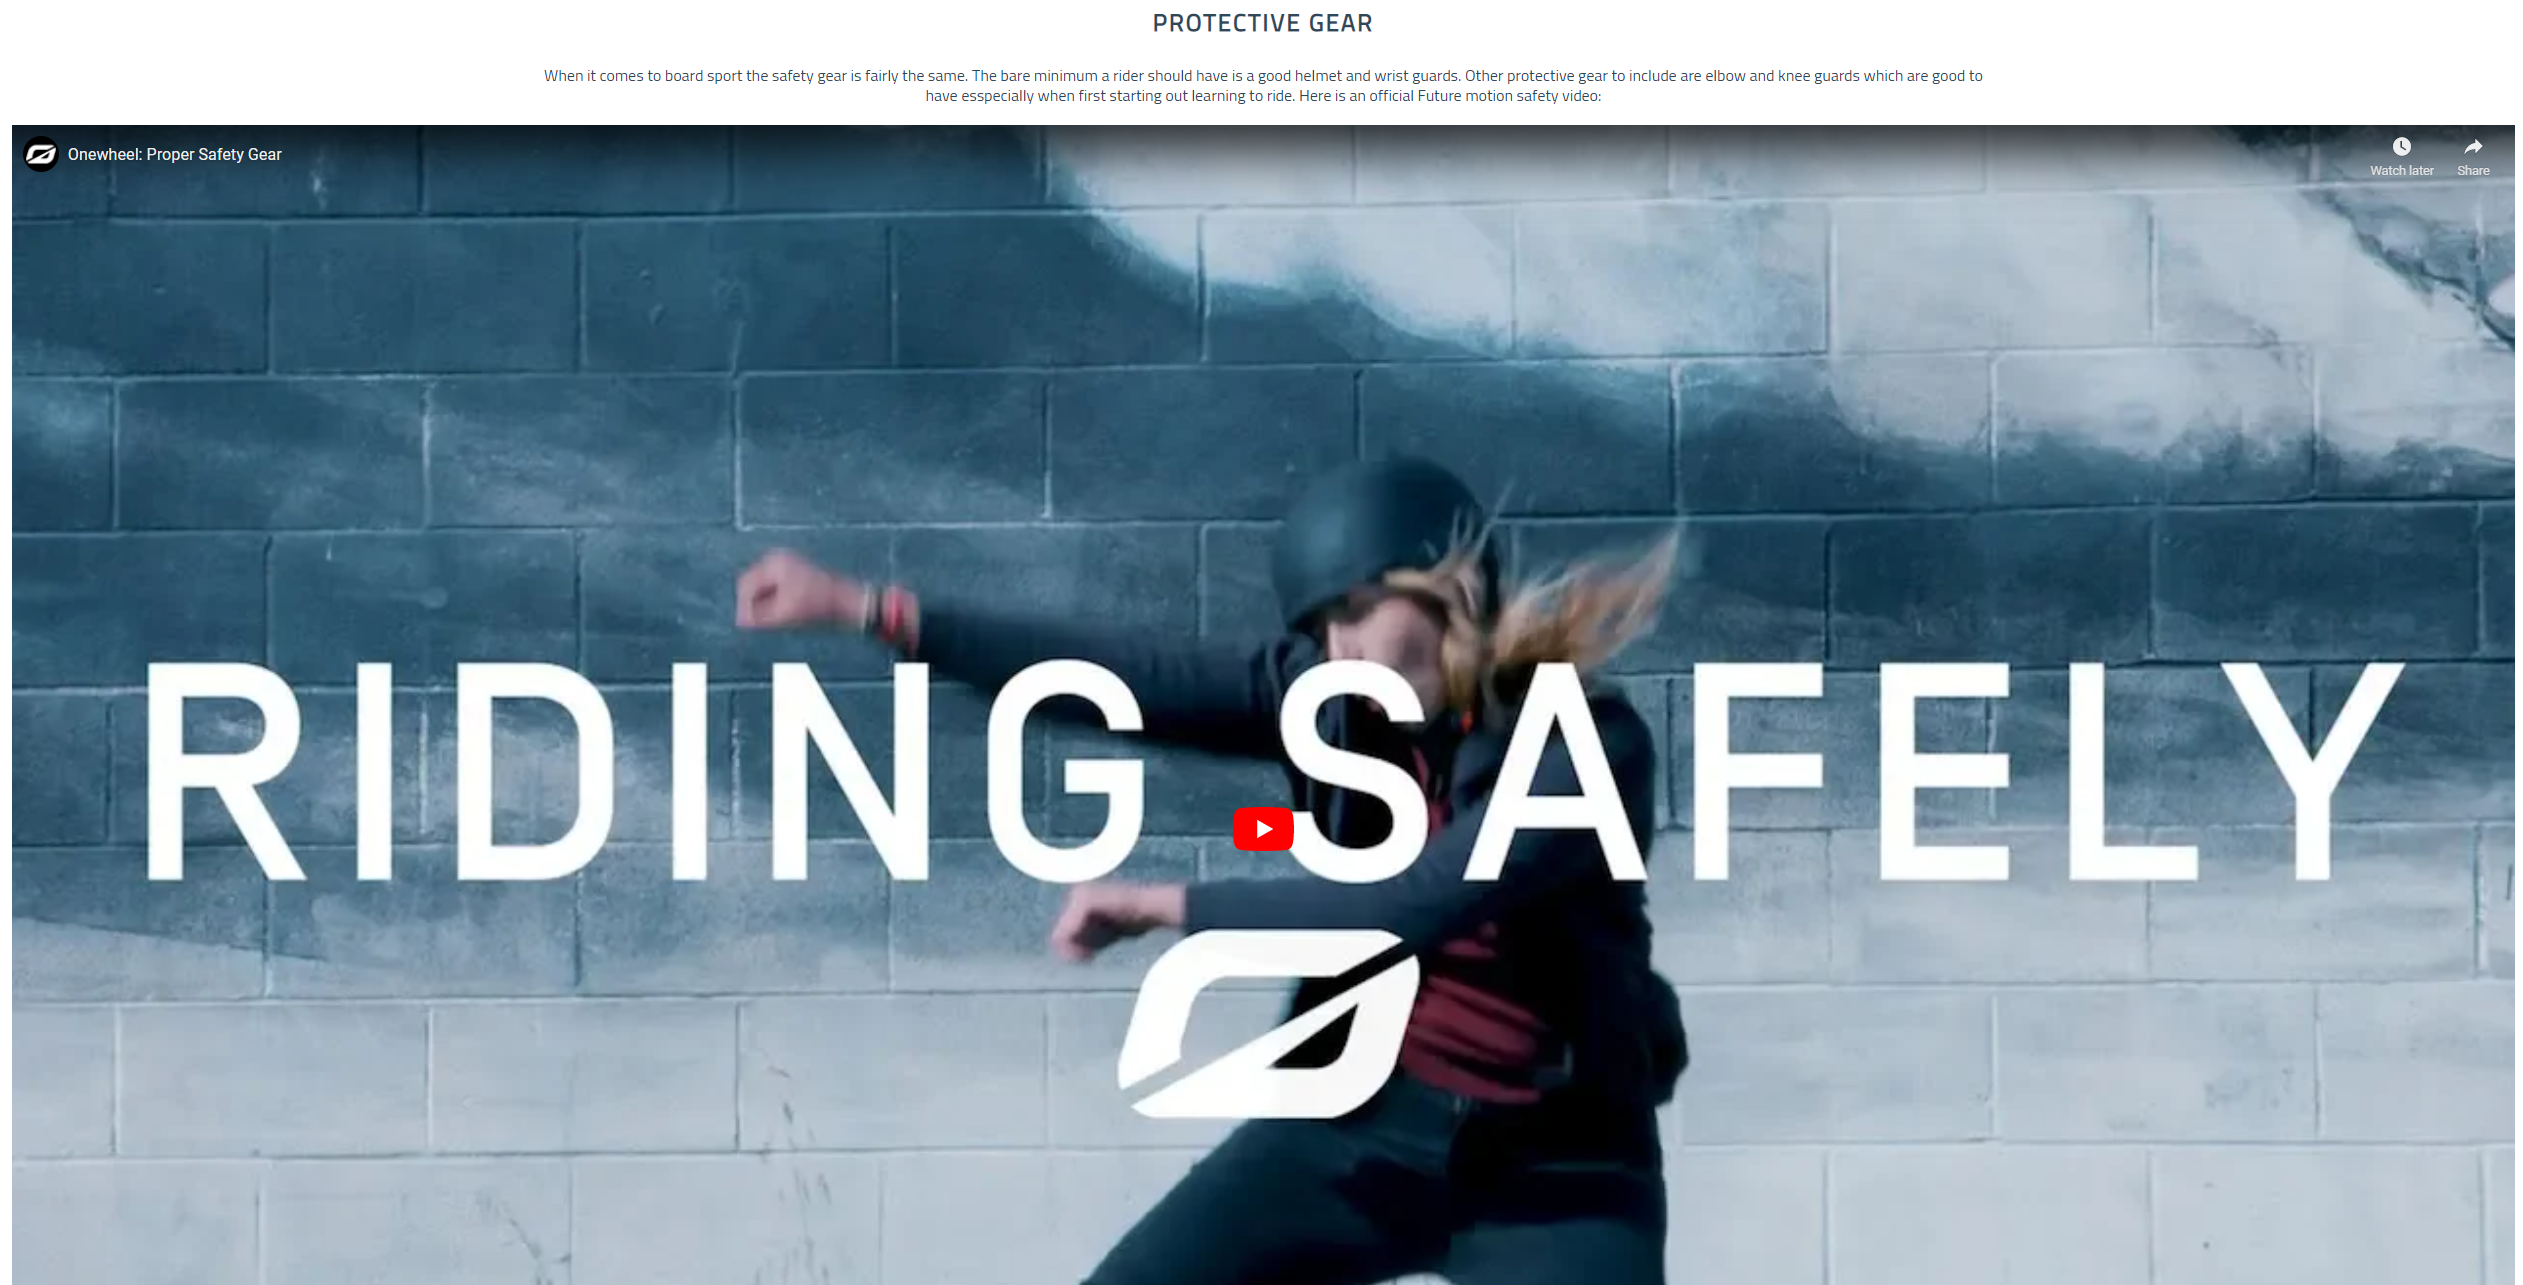 PROTECTIVE GEAR
When it comes to board sport the safety gear is fairly the same. The bare minimum a rider should have is a good helmet and wrist guards. Other protective gear to include are elbow and knee guards which are good to
have esspecially when first starting out learning to ride. Here is an official Future motion safety video:
Onewheel: Proper Safety Gear
Watch later
Share
RIDING SAFELY